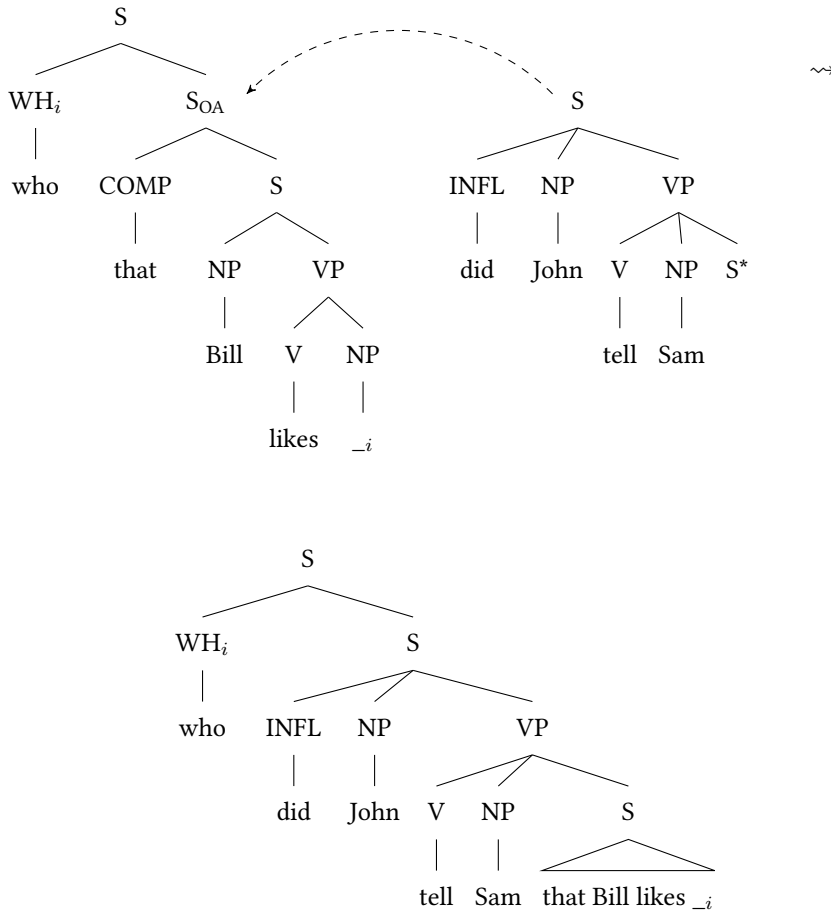 S
WH_i S_OA S ⇝
who COMP S INFL NP VP
that NP VP did John V NP S*
Bill V NP tell Sam
likes _i
S
WH_i S
who INFL NP VP
did John V NP S
tell Sam that Bill likes _i